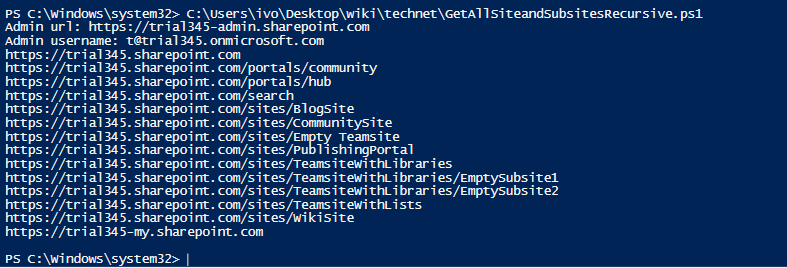 PS C:\Windows\system32> C:\Users\ivo\Desktop\wiki\technet\GetAllSiteandSubsitesRecursive.ps1
Admin url: https://trial345-admin.sharepoint.com
Admin username: t@trial345.onmicrosoft.com
https://trial345.sharepoint.com
https://trial345.sharepoint.com/portals/community
https://trial345.sharepoint.com/portals/hub
https://trial345.sharepoint.com/search
https://trial345.sharepoint.com/sites/BlogSite
https://trial345.sharepoint.com/sites/CommunitySite
https://trial345.sharepoint.com/sites/Empty Teamsite
https://trial345.sharepoint.com/sites/PublishingPortal
https://trial345.sharepoint.com/sites/TeamsiteWithLibraries
https://trial345.sharepoint.com/sites/TeamsiteWithLibraries/EmptySubsite1
https://trial345.sharepoint.com/sites/TeamsiteWithLibraries/EmptySubsite2
https://trial345.sharepoint.com/sites/TeamsiteWithLists
https://trial345.sharepoint.com/sites/WikiSite
https://trial345-my.sharepoint.com
PS C:\Windows\system32>